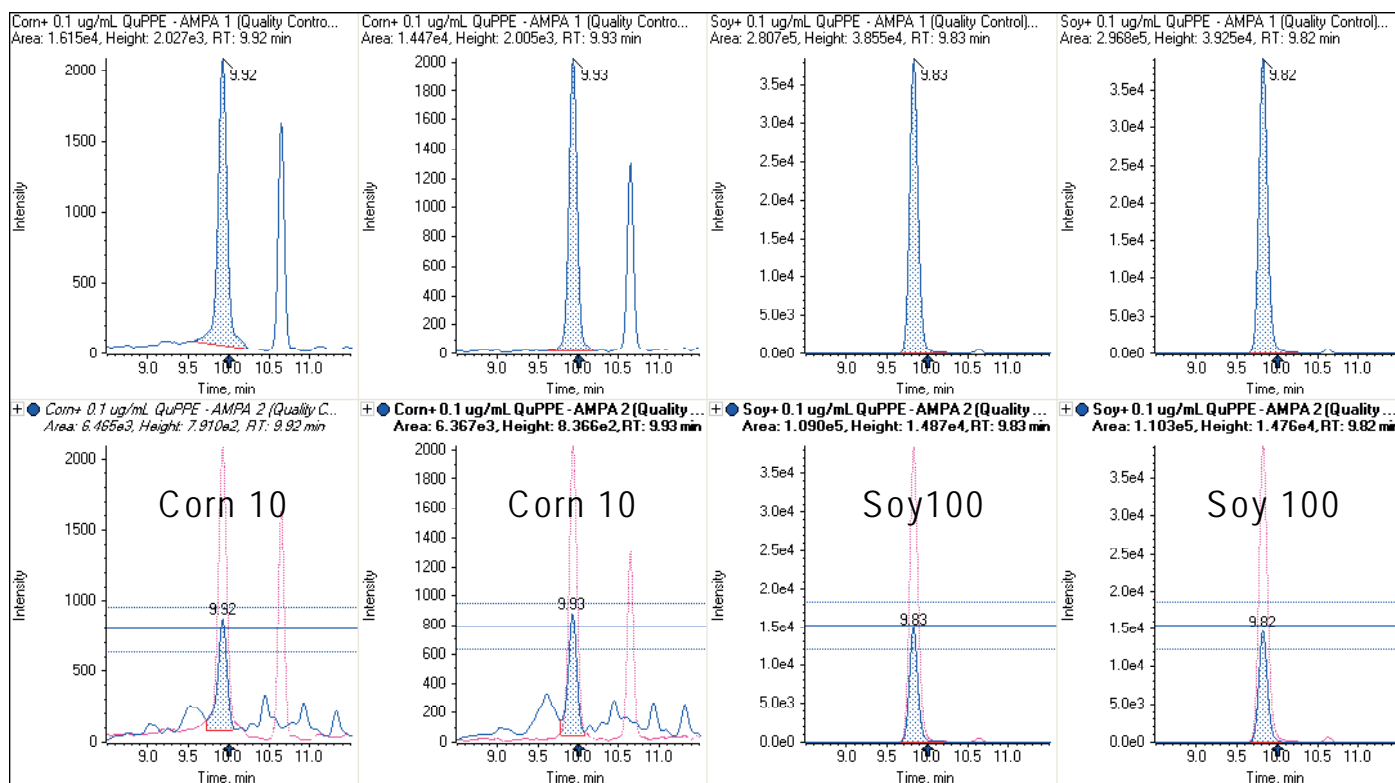 Corn+ 0.1 ug/mL QuPPE - AMPA 1 (Quality Contro...
Area: 1.615e4, Height: 2.027e3, RT: 9.92 min
2000
1500
1000
500
0
9.92
Intensity
9.0 9.5 10.0 10.5 11.0
Time, min
Corn+ 0.1 ug/mL QuPPE - AMPA 1 (Quality Contro...
Area: 1.447e4, Height: 2.005e3, RT: 9.93 min
2000
1800
1600
1400
1200
1000
800
600
400
200
0
9.93
Intensity
9.0 9.5 10.0 10.5 11.0
Time, min
Soy+ 0.1 ug/mL QuPPE - AMPA 1 (Quality Control)...
Area: 2.807e5, Height: 3.855e4, RT: 9.83 min
3.5e4
3.0e4
2.5e4
2.0e4
1.5e4
1.0e4
5.0e3
0.0e0
9.83
Intensity
9.0 9.5 10.0 10.5 11.0
Time, min
Soy+ 0.1 ug/mL QuPPE - AMPA 1 (Quality Control)...
Area: 2.968e5, Height: 3.925e4, RT: 9.82 min
3.5e4
3.0e4
2.5e4
2.0e4
1.5e4
1.0e4
5.0e3
0.0e0
9.82
Intensity
9.0 9.5 10.0 10.5 11.0
Time, min
Corn+ 0.1 ug/mL QuPPE - AMPA 2 (Quality C...
Area: 6.465e3, Height: 7.910e2, RT: 9.92 min
2000
1500
1000
500
0
Corn 10
9.92
Intensity
9.0 9.5 10.0 10.5 11.0
Time, min
Corn+ 0.1 ug/mL QuPPE - AMPA 2 (Quality ...
Area: 6.367e3, Height: 8.366e2, RT: 9.93 min
2000
1800
1600
1400
1200
1000
800
600
400
200
0
Corn 10
9.93
Intensity
9.0 9.5 10.0 10.5 11.0
Time, min
Soy+ 0.1 ug/mL QuPPE - AMPA 2 (Quality ...
Area: 1.090e5, Height: 1.487e4, RT: 9.83 min
3.5e4
3.0e4
2.5e4
2.0e4
1.5e4
1.0e4
5.0e3
0.0e0
Soy100
9.83
Intensity
9.0 9.5 10.0 10.5 11.0
Time, min
Soy+ 0.1 ug/mL QuPPE - AMPA 2 (Quality ...
Area: 1.103e5, Height: 1.476e4, RT: 9.82 min
3.5e4
3.0e4
2.5e4
2.0e4
1.5e4
1.0e4
5.0e3
0.0e0
Soy 100
9.82
Intensity
9.0 9.5 10.0 10.5 11.0
Time, min